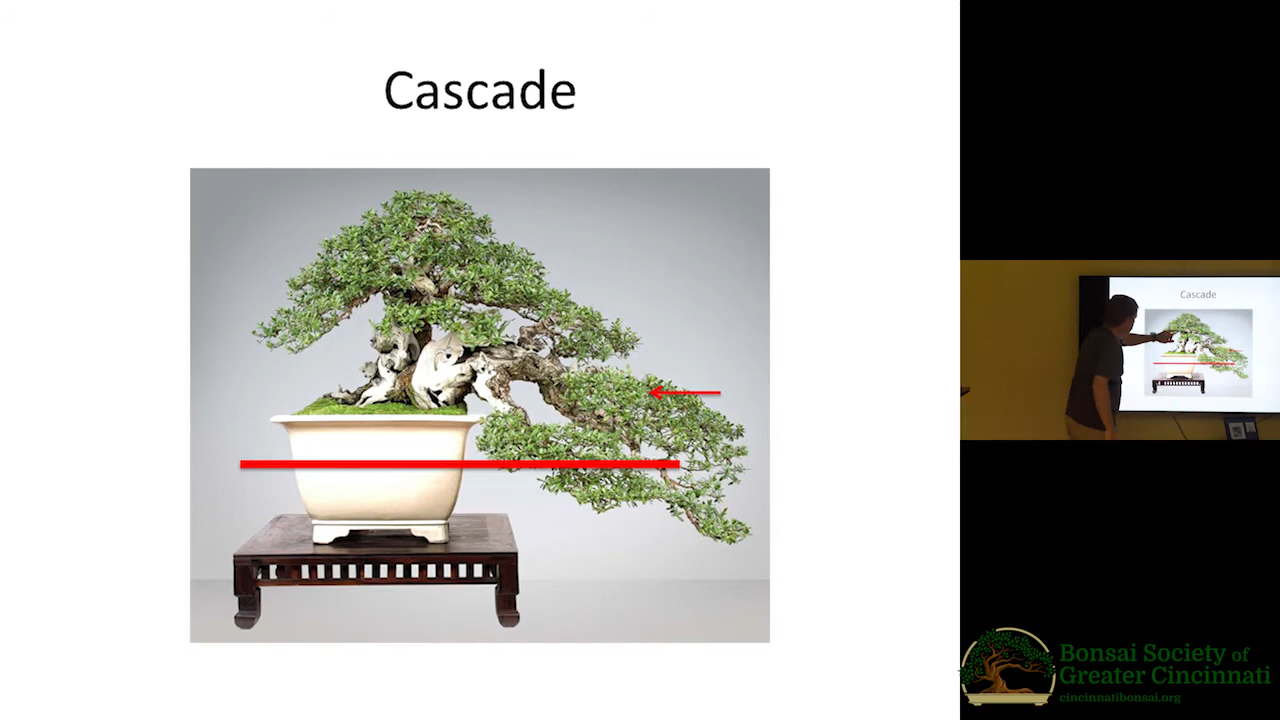 Cascade
Cascade
Bonsai Society of
Greater Cincinnati
cincinnatibonsai.org